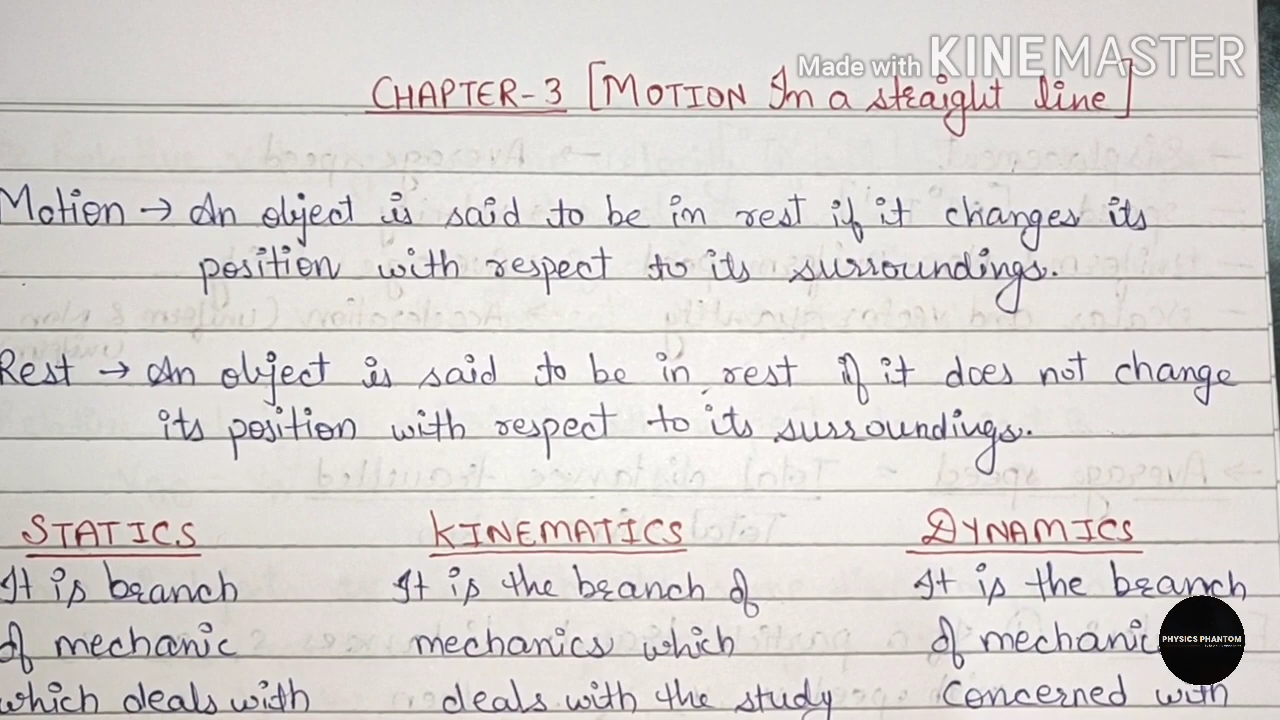 Made with KINEMASTER
CHAPTER-3 [MOTION In a straight line]
Motion → An object is said to be in rest if it changes its
position with respect to its surroundings.
Rest → An object is said to be in rest if it does not change
its position with respect to its surroundings.
STATICS KINEMATICS DYNAMICS
It is branch It is the branch of It is the branch
of mechanic mechanics which of mechanic
which deals with deals with the study concerned with
PHYSICS PHANTOM